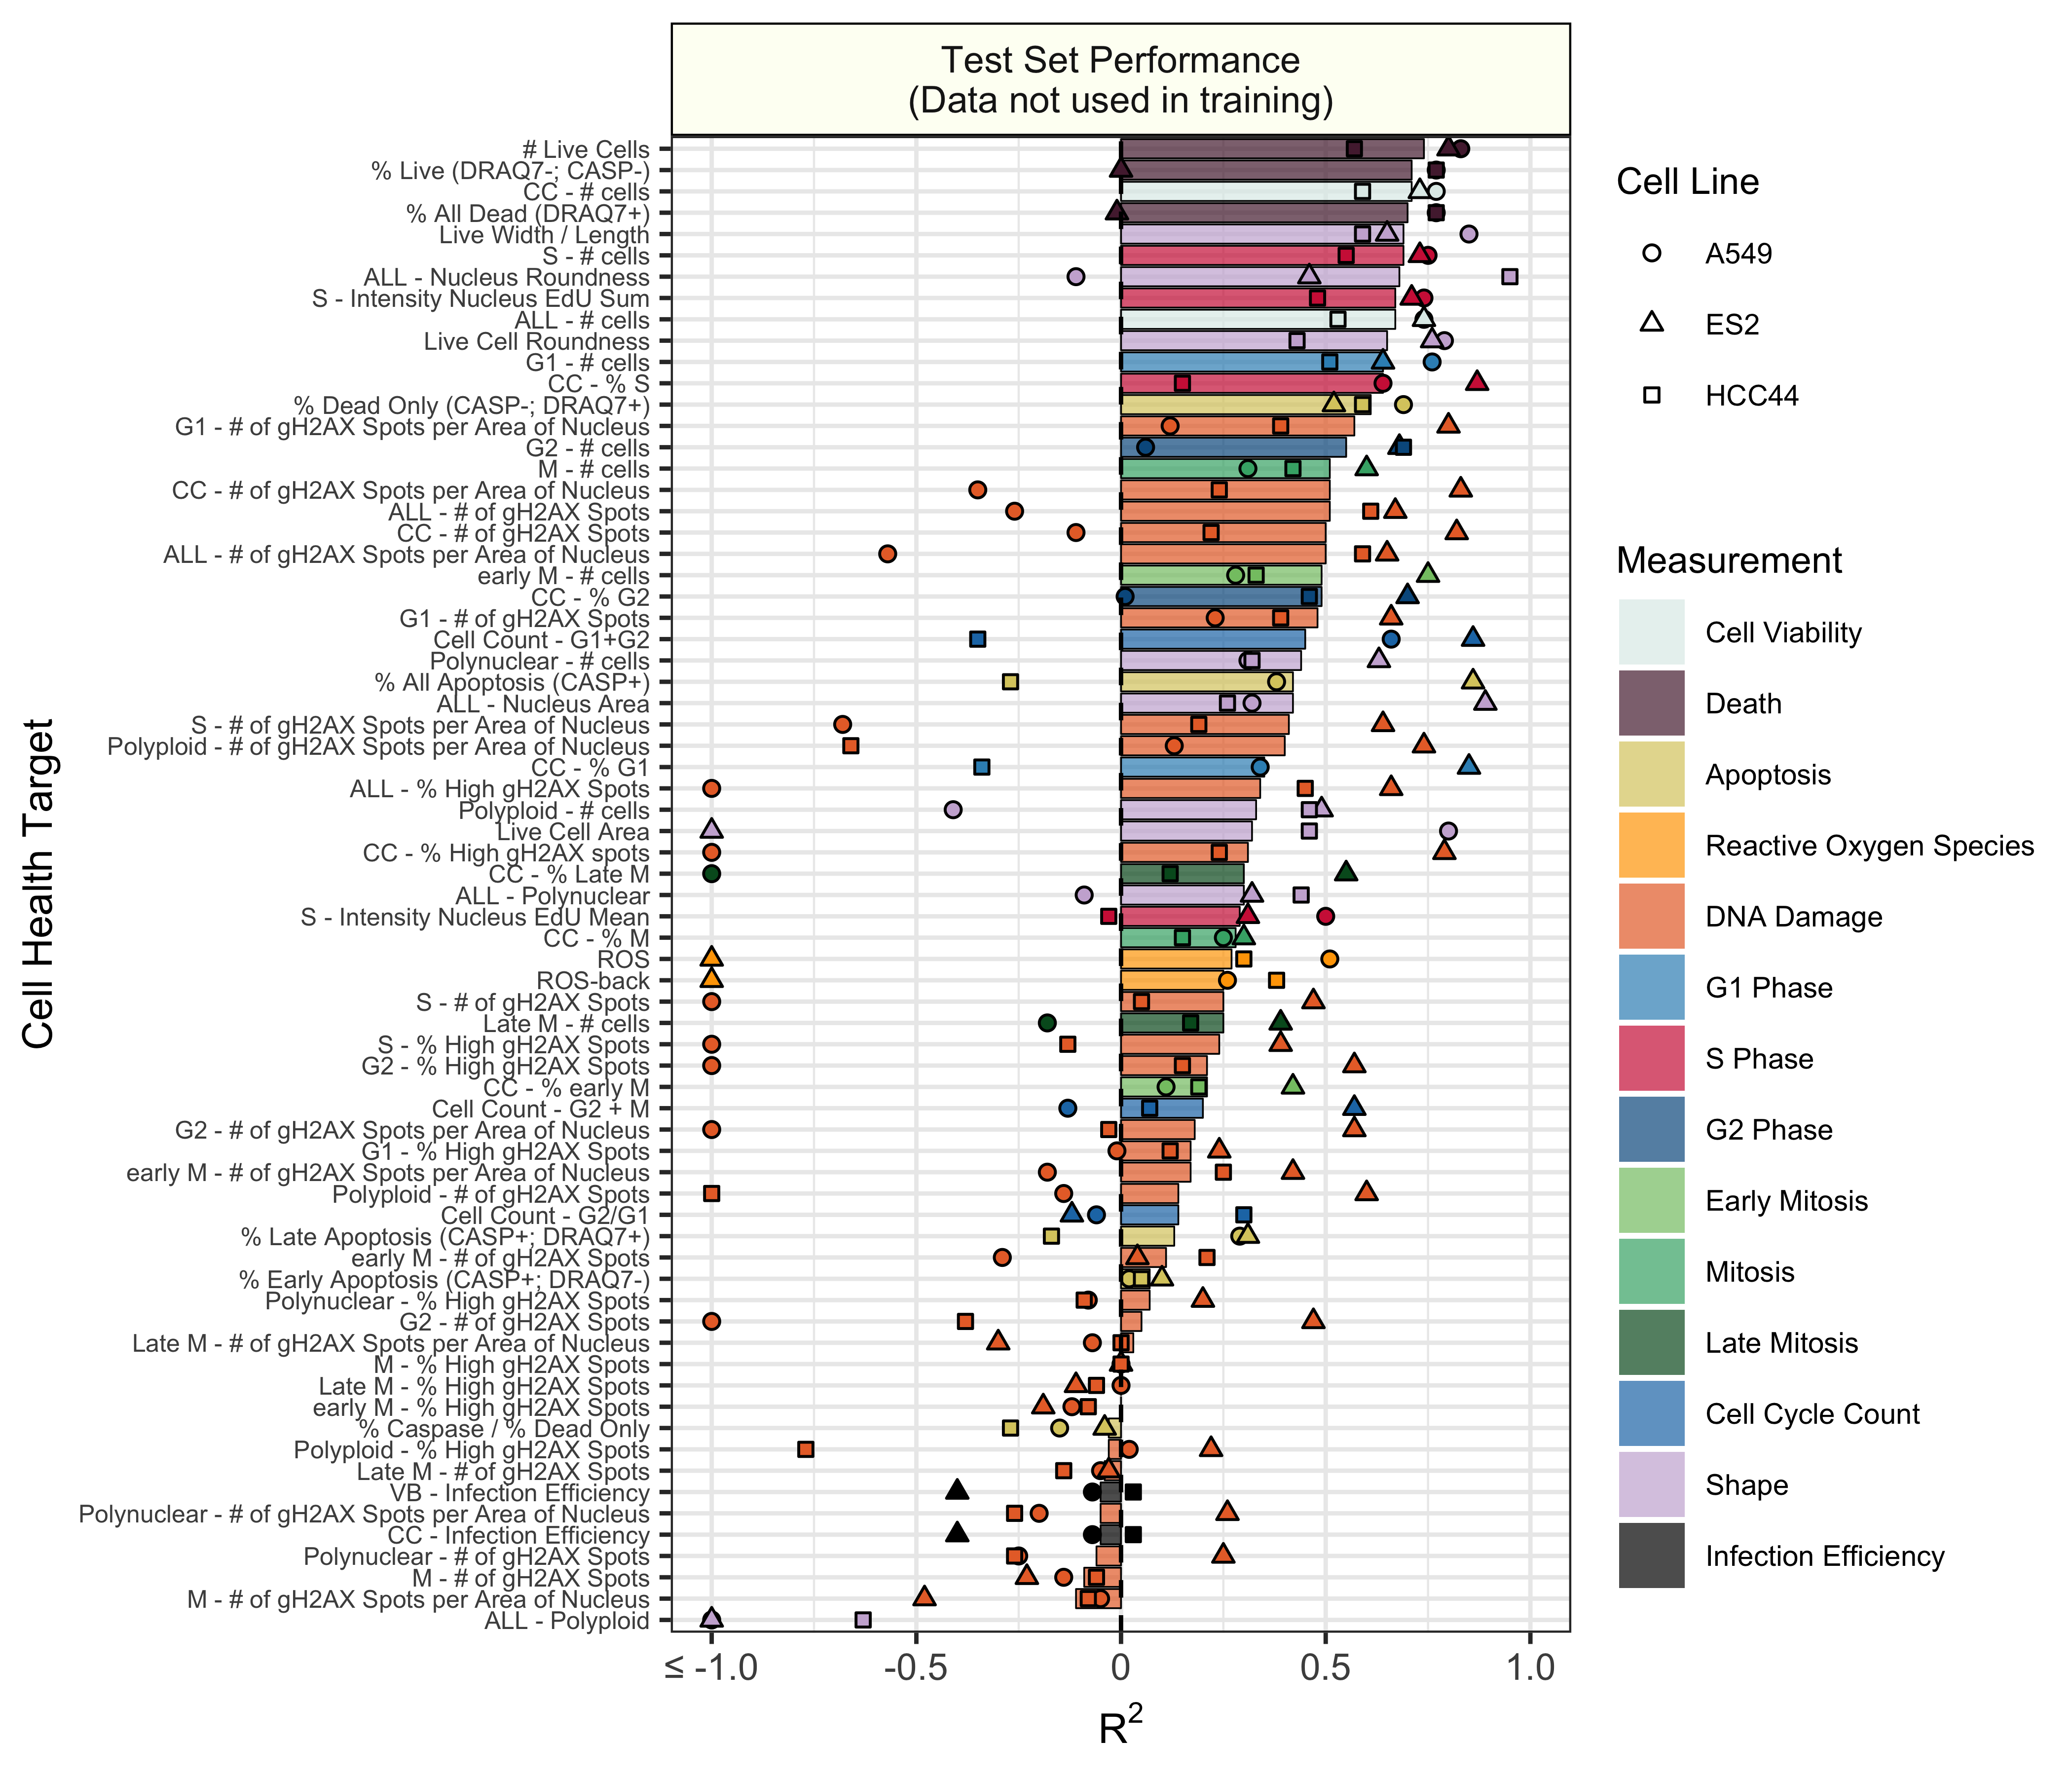 Test Set Performance
(Data not used in training)
Cell Health Target
# Live Cells
% Live (DRAQ7-; CASP-)
CC - # cells
% All Dead (DRAQ7+)
Live Width / Length
S - # cells
ALL - Nucleus Roundness
S - Intensity Nucleus EdU Sum
ALL - # cells
Live Cell Roundness
G1 - # cells
CC - % S
% Dead Only (CASP-; DRAQ7+)
G1 - # of gH2AX Spots per Area of Nucleus
G2 - # cells
M - # cells
CC - # of gH2AX Spots per Area of Nucleus
ALL - # of gH2AX Spots
CC - # of gH2AX Spots
ALL - # of gH2AX Spots per Area of Nucleus
early M - # cells
CC - % G2
G1 - # of gH2AX Spots
Cell Count - G1+G2
Polynuclear - # cells
% All Apoptosis (CASP+)
ALL - Nucleus Area
S - # of gH2AX Spots per Area of Nucleus
Polyploid - # of gH2AX Spots per Area of Nucleus
CC - % G1
ALL - % High gH2AX Spots
Polyploid - # cells
Live Cell Area
CC - % High gH2AX spots
CC - % Late M
ALL - Polynuclear
S - Intensity Nucleus EdU Mean
CC - % M
ROS
ROS-back
S - # of gH2AX Spots
Late M - # cells
S - % High gH2AX Spots
G2 - % High gH2AX Spots
CC - % early M
Cell Count - G2 + M
G2 - # of gH2AX Spots per Area of Nucleus
G1 - % High gH2AX Spots
early M - # of gH2AX Spots per Area of Nucleus
Polyploid - # of gH2AX Spots
Cell Count - G2/G1
% Late Apoptosis (CASP+; DRAQ7+)
early M - # of gH2AX Spots
% Early Apoptosis (CASP+; DRAQ7-)
Polynuclear - % High gH2AX Spots
G2 - # of gH2AX Spots
Late M - # of gH2AX Spots per Area of Nucleus
M - % High gH2AX Spots
Late M - % High gH2AX Spots
early M - % High gH2AX Spots
% Caspase / % Dead Only
Polyploid - % High gH2AX Spots
Late M - # of gH2AX Spots
VB - Infection Efficiency
Polynuclear - # of gH2AX Spots per Area of Nucleus
CC - Infection Efficiency
Polynuclear - # of gH2AX Spots
M - # of gH2AX Spots
M - # of gH2AX Spots per Area of Nucleus
ALL - Polyploid
≤ -1.0 -0.5 0 0.5 1.0
R²
Cell Line
A549
ES2
HCC44
Measurement
Cell Viability
Death
Apoptosis
Reactive Oxygen Species
DNA Damage
G1 Phase
S Phase
G2 Phase
Early Mitosis
Mitosis
Late Mitosis
Cell Cycle Count
Shape
Infection Efficiency